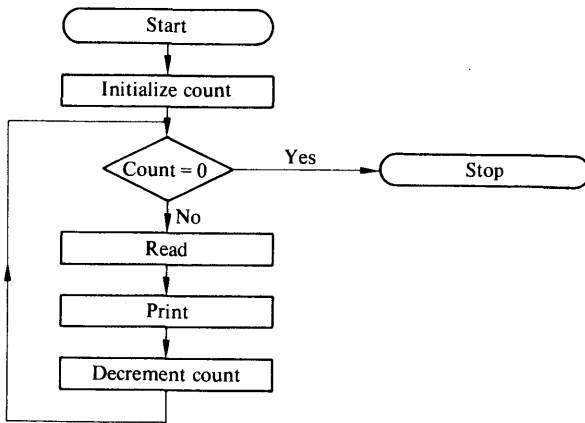 Start
Initialize count
Count = 0
Yes
Stop
No
Read
Print
Decrement count